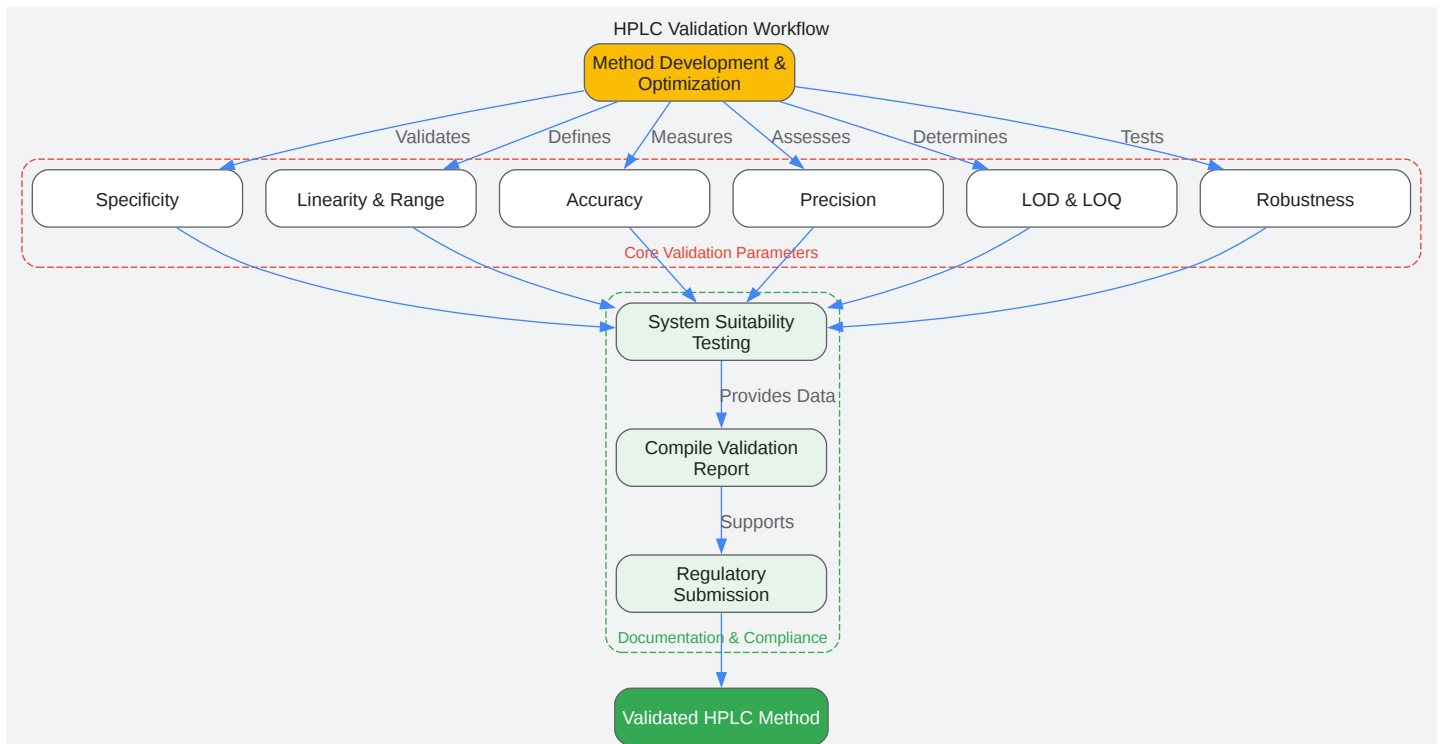 HPLC Validation Workflow
Method Development &
Optimization
Validates
Defines
Measures
Assesses
Determines
Tests
Specificity
Linearity & Range
Accuracy
Precision
LOD & LOQ
Robustness
Core Validation Parameters
System Suitability
Testing
Provides Data
Compile Validation
Report
Supports
Regulatory
Submission
Documentation & Compliance
Validated HPLC Method